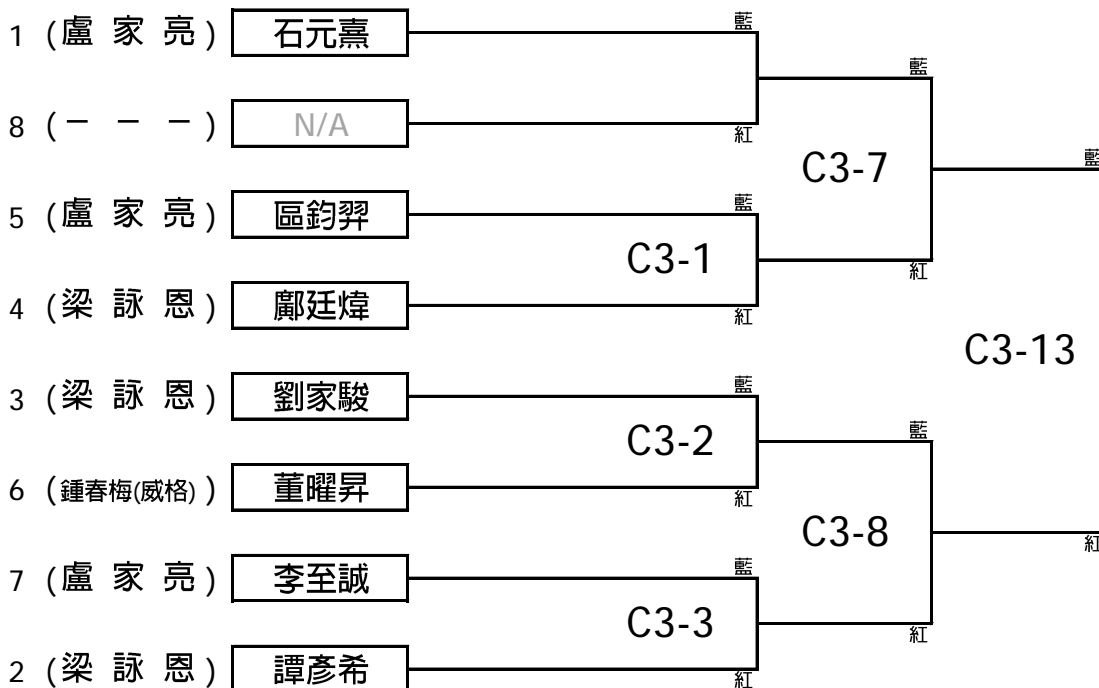 藍
1 (盧 家 亮) 石元熹
藍
8 (－ － －) N/A
紅
C3-7
藍
藍
5 (盧 家 亮) 區鈞羿
C3-1
紅
4 (梁 詠 恩) 鄺廷煒
紅
C3-13
藍
3 (梁 詠 恩) 劉家駿
C3-2
藍
6 (鍾春梅(威格)) 董曜昇
紅
C3-8
紅
藍
7 (盧 家 亮) 李至誠
C3-3
紅
2 (梁 詠 恩) 譚彥希
紅